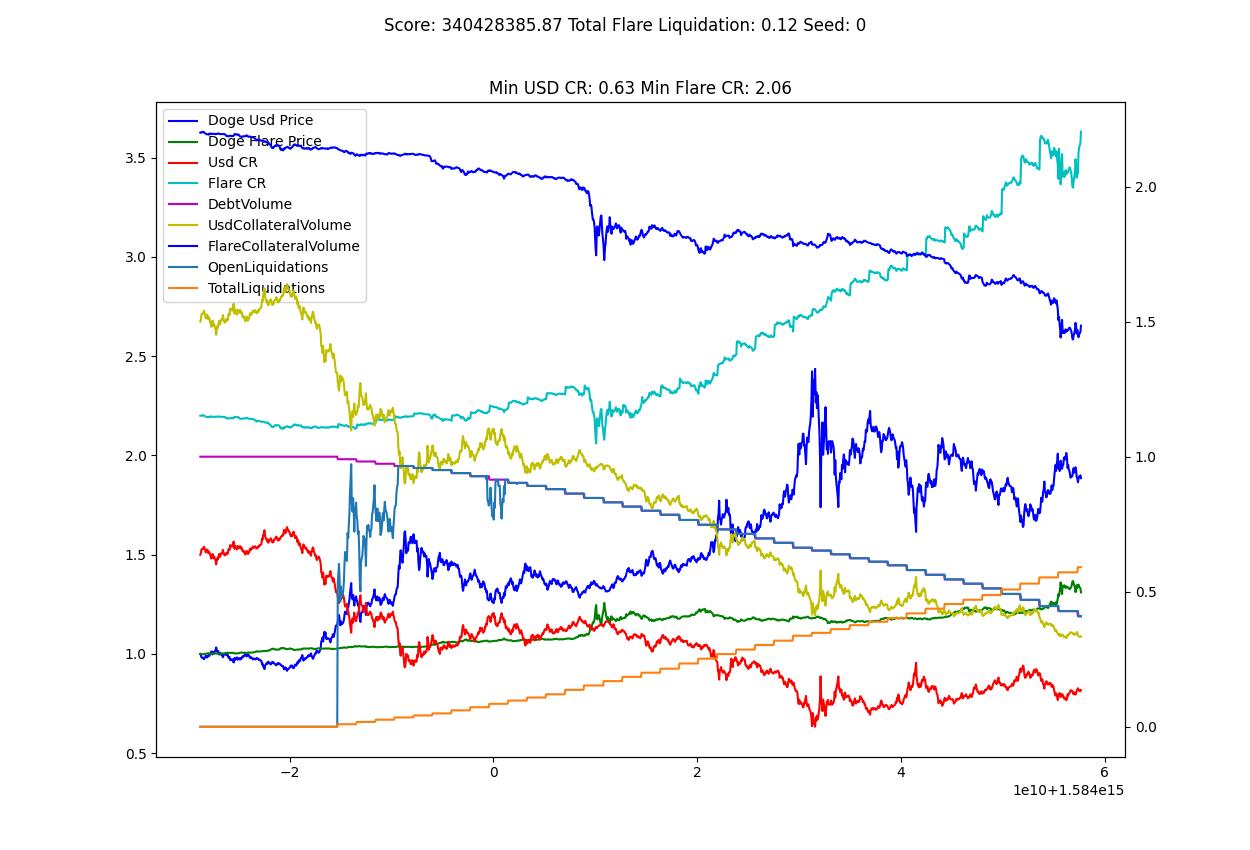 Score: 340428385.87 Total Flare Liquidation: 0.12 Seed: 0
Min USD CR: 0.63 Min Flare CR: 2.06
Doge Usd Price
Doge Flare Price
Usd CR
Flare CR
DebtVolume
UsdCollateralVolume
FlareCollateralVolume
OpenLiquidations
TotalLiquidations
3.5
3.0
2.5
2.0
1.5
1.0
0.5
2.0
1.5
1.0
0.5
0.0
−2 0 2 4 6
1e10+1.584e15